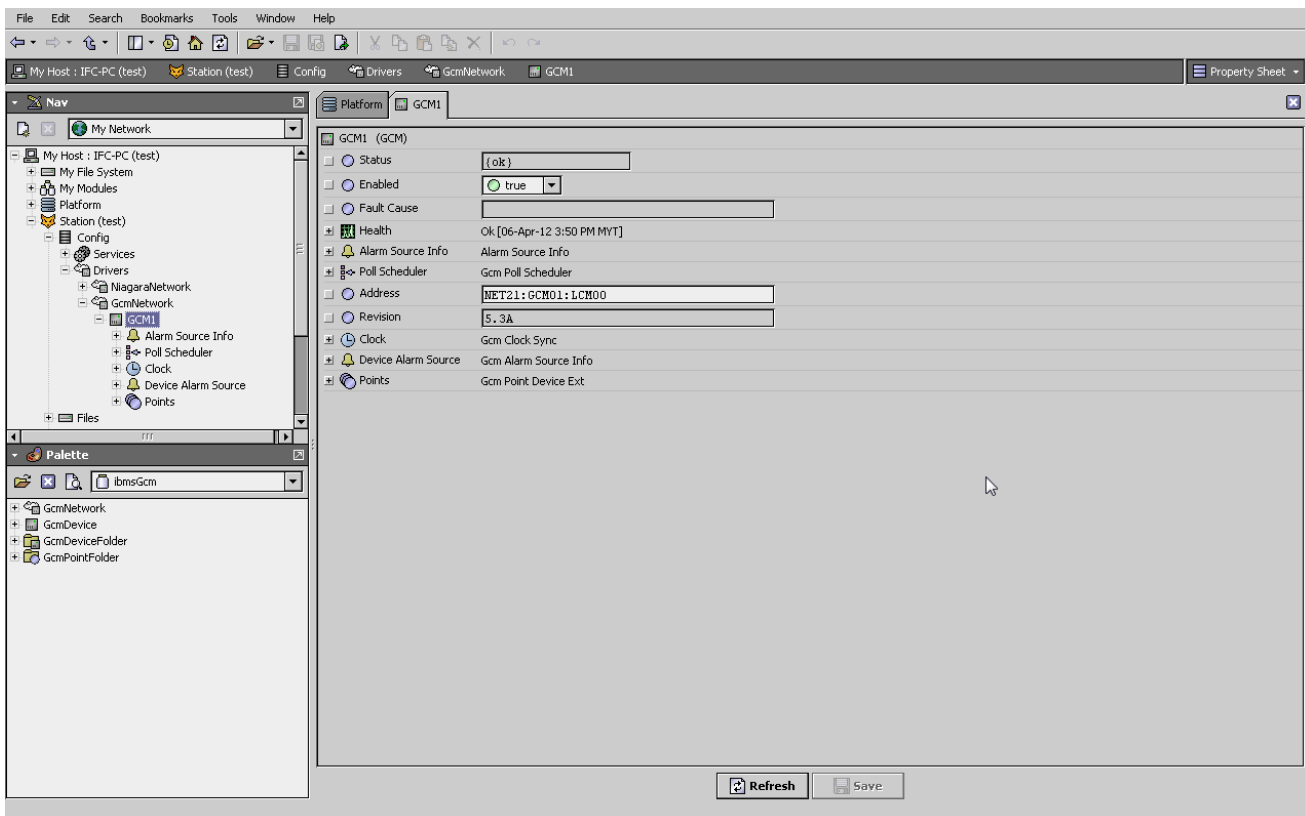 File Edit Search Bookmarks Tools Window Help
My Host : IFC-PC (test) Station (test) Config Drivers GcmNetwork GCM1 Property Sheet
Nav
My Network
My Host : IFC-PC (test)
My File System
My Modules
Platform
Station (test)
Config
Services
Drivers
NiagaraNetwork
GcmNetwork
GCM1
Alarm Source Info
Poll Scheduler
Clock
Device Alarm Source
Points
Files
Palette
ibmsGcm
GcmNetwork
GcmDevice
GcmDeviceFolder
GcmPointFolder
Platform GCM1
GCM1 (GCM)
Status {ok}
Enabled true
Fault Cause
Health Ok [06-Apr-12 3:50 PM MYT]
Alarm Source Info Alarm Source Info
Poll Scheduler Gcm Poll Scheduler
Address NET21:GCM01:LCM00
Revision 5.3A
Clock Gcm Clock Sync
Device Alarm Source Gcm Alarm Source Info
Points Gcm Point Device Ext
Refresh Save